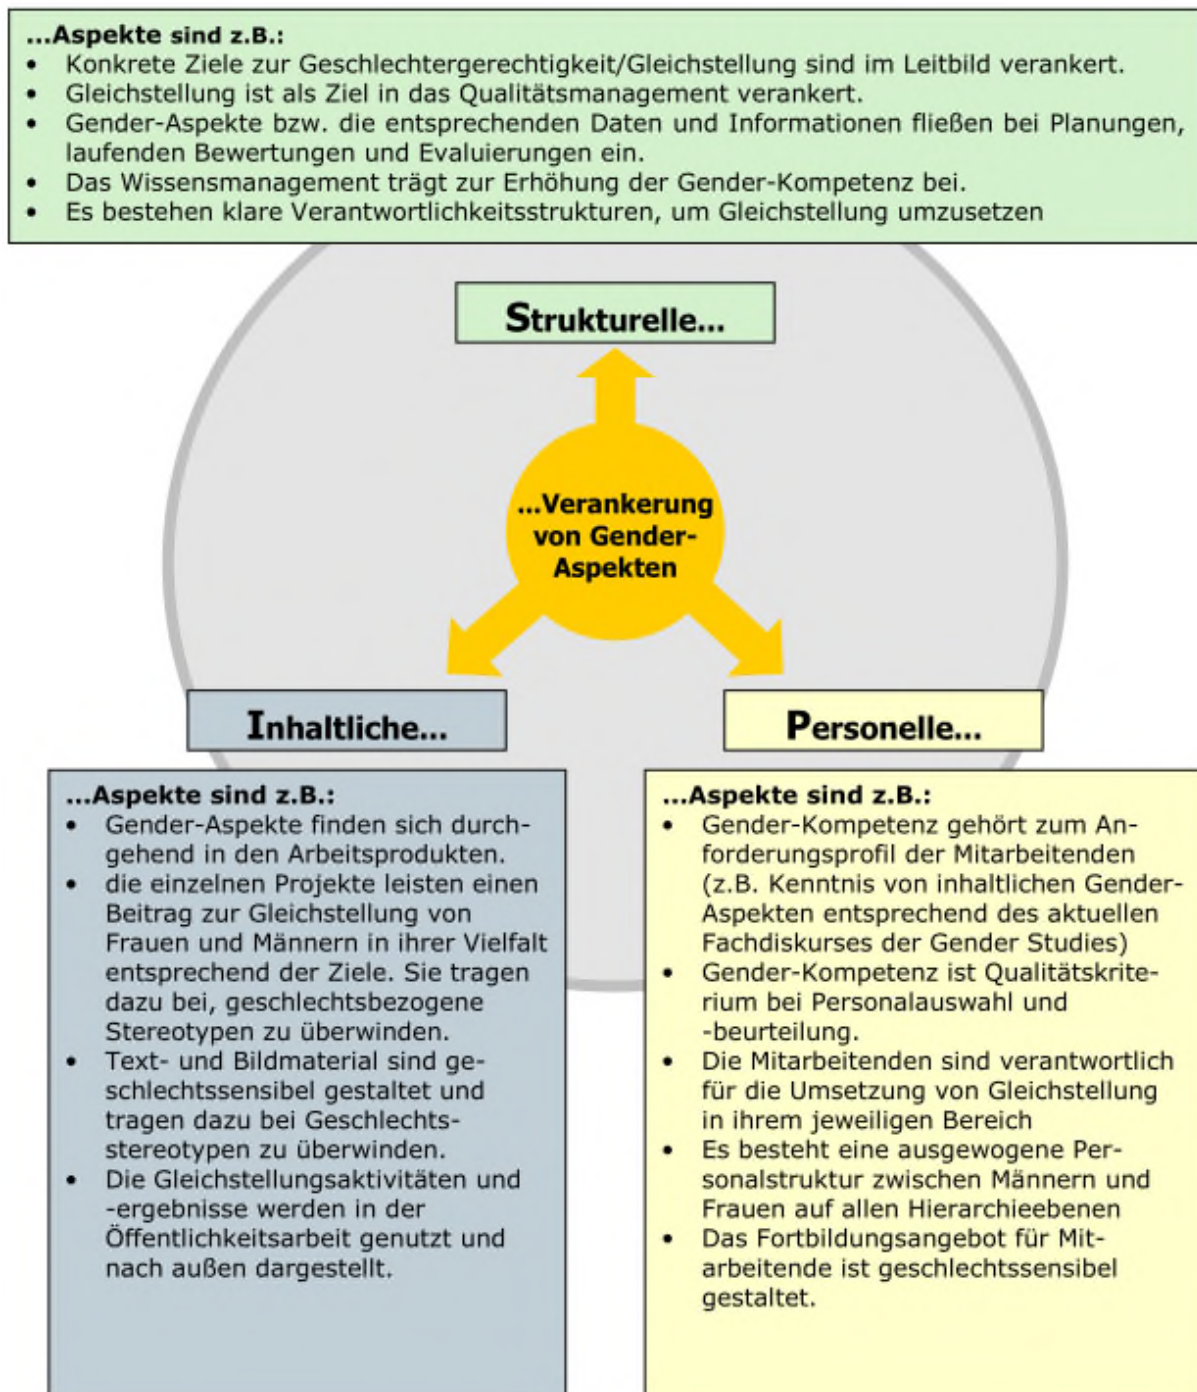 ...Aspekte sind z.B.:
• Konkrete Ziele zur Geschlechtergerechtigkeit/Gleichstellung sind im Leitbild verankert.
• Gleichstellung ist als Ziel in das Qualitätsmanagement verankert.
• Gender-Aspekte bzw. die entsprechenden Daten und Informationen fließen bei Planungen,
laufenden Bewertungen und Evaluierungen ein.
• Das Wissensmanagement trägt zur Erhöhung der Gender-Kompetenz bei.
• Es bestehen klare Verantwortlichkeitsstrukturen, um Gleichstellung umzusetzen
Strukturelle...
...Verankerung
von Gender-
Aspekten
Inhaltliche...
...Aspekte sind z.B.:
• Gender-Aspekte finden sich durch-
gehend in den Arbeitsprodukten.
• die einzelnen Projekte leisten einen
Beitrag zur Gleichstellung von
Frauen und Männern in ihrer Vielfalt
entsprechend der Ziele. Sie tragen
dazu bei, geschlechtsbezogene
Stereotypen zu überwinden.
• Text- und Bildmaterial sind ge-
schlechtssensibel gestaltet und
tragen dazu bei Geschlechts-
stereotypen zu überwinden.
• Die Gleichstellungsaktivitäten und
-ergebnisse werden in der
Öffentlichkeitsarbeit genutzt und
nach außen dargestellt.
Personelle...
...Aspekte sind z.B.:
• Gender-Kompetenz gehört zum An-
forderungsprofil der Mitarbeitenden
(z.B. Kenntnis von inhaltlichen Gender-
Aspekten entsprechend des aktuellen
Fachdiskurses der Gender Studies)
• Gender-Kompetenz ist Qualitätskrite-
rium bei Personalauswahl und
-beurteilung.
• Die Mitarbeitenden sind verantwortlich
für die Umsetzung von Gleichstellung
in ihrem jeweiligen Bereich
• Es besteht eine ausgewogene Per-
sonalstruktur zwischen Männern und
Frauen auf allen Hierarchieebenen
• Das Fortbildungsangebot für Mit-
arbeitende ist geschlechtssensibel
gestaltet.